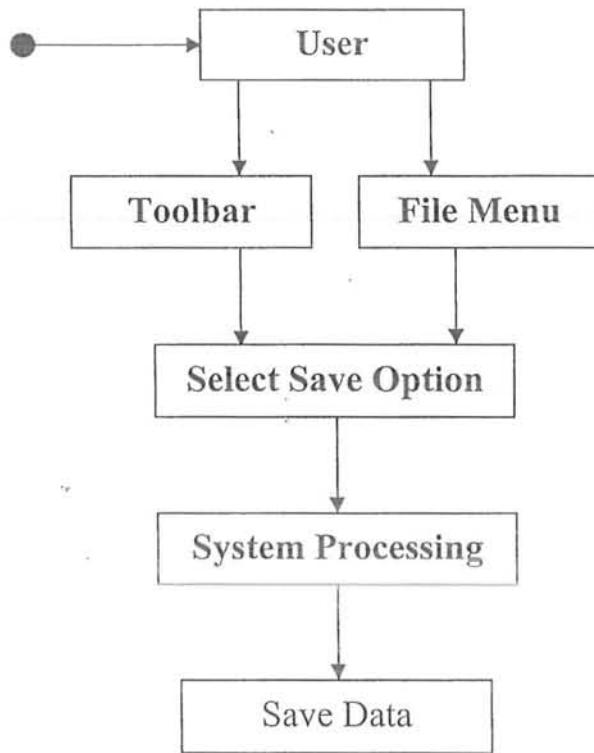 User
Toolbar
File Menu
Select Save Option
System Processing
Save Data